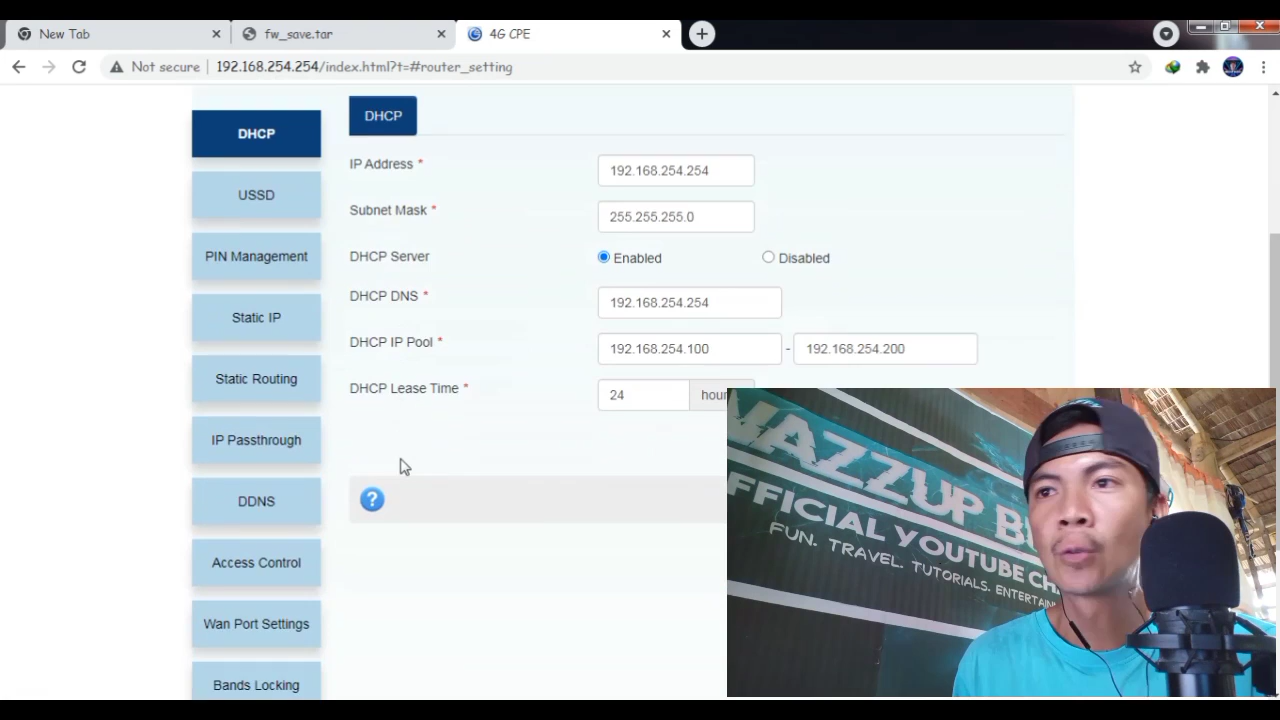 New Tab
fw_save.tar
4G CPE
Not secure
192.168.254.254/index.html?t=#router_setting
DHCP
USSD
PIN Management
Static IP
Static Routing
IP Passthrough
DDNS
Access Control
Wan Port Settings
Bands Locking
DHCP
IP Address *
192.168.254.254
Subnet Mask *
255.255.255.0
DHCP Server
Enabled
Disabled
DHCP DNS *
192.168.254.254
DHCP IP Pool *
192.168.254.100 - 192.168.254.200
DHCP Lease Time *
24
?
OFFICIAL YOUTUBE
FUN. TRAVEL. TUTORIALS.